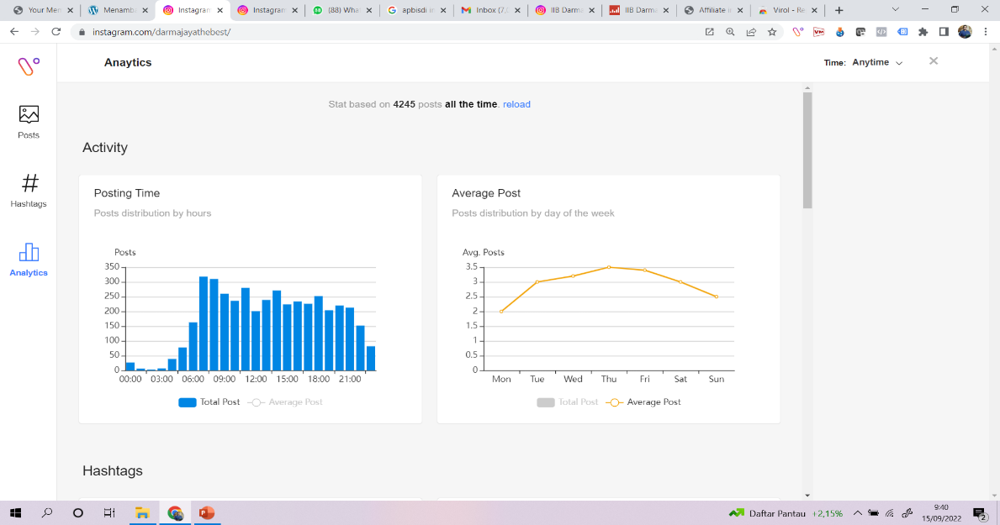 Your Men
Menamba
Instagram
Instagram
(88) Wha
apbisdi in
Inbox (7,
IIB Darma
IIB Darma
Affiliate i
Virol - Re
instagram.com/darmajayathebest/
Anaytics
Time: Anytime
Posts
Hashtags
Analytics
Stat based on 4245 posts all the time. reload
Activity
Posting Time
Posts distribution by hours
Posts
350
300
250
200
150
100
50
0
00:00 03:00 06:00 09:00 12:00 15:00 18:00 21:00
Total Post Average Post
Average Post
Posts distribution by day of the week
Avg. Posts
3.5
3
2.5
2
1.5
1
0.5
0
Mon Tue Wed Thu Fri Sat Sun
Total Post Average Post
Hashtags
Daftar Pantau +2,15%
9:40
15/09/2022
2